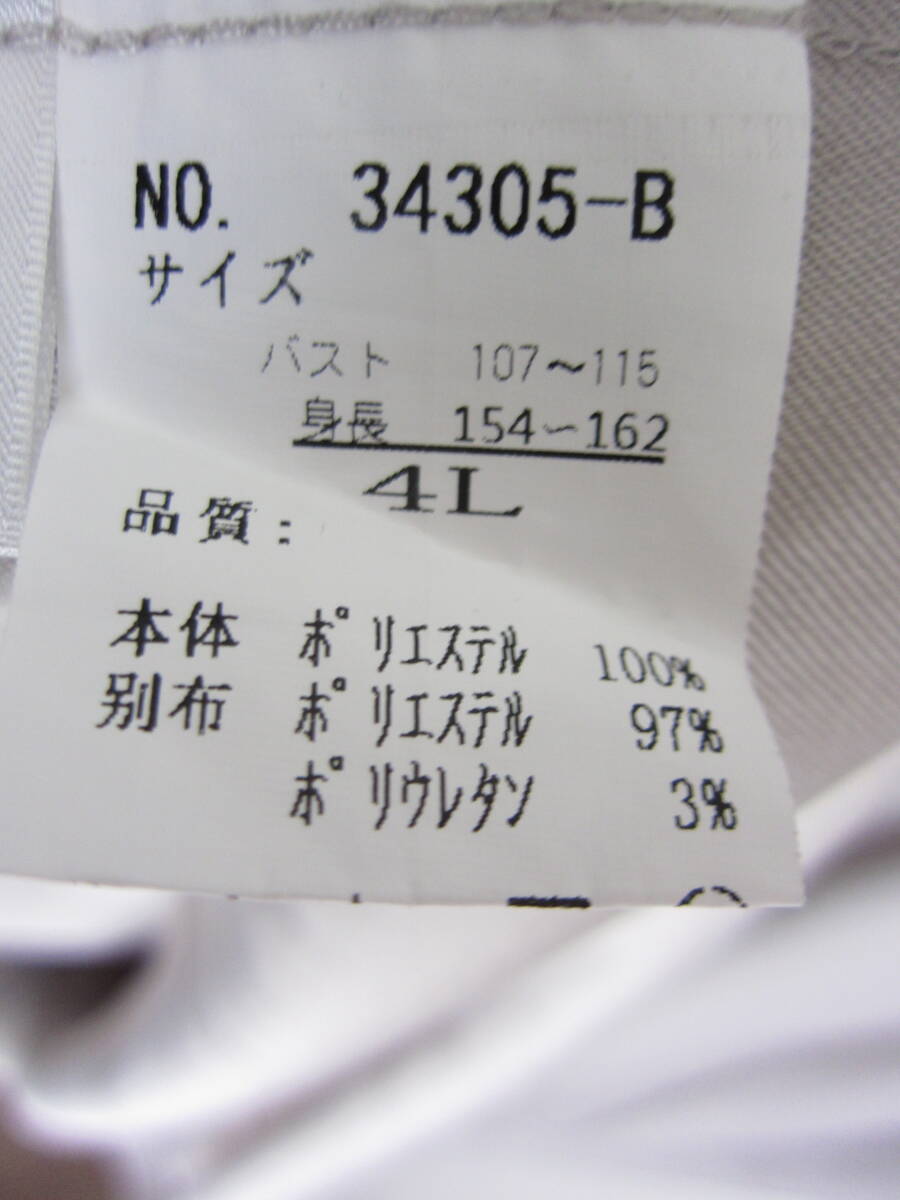 NO. 34305-B
サイズ
バスト 107〜115
身長 154〜162
4L
品質:
本体 ポリエステル 100%
別布 ポリエステル 97%
ポリウレタン 3%